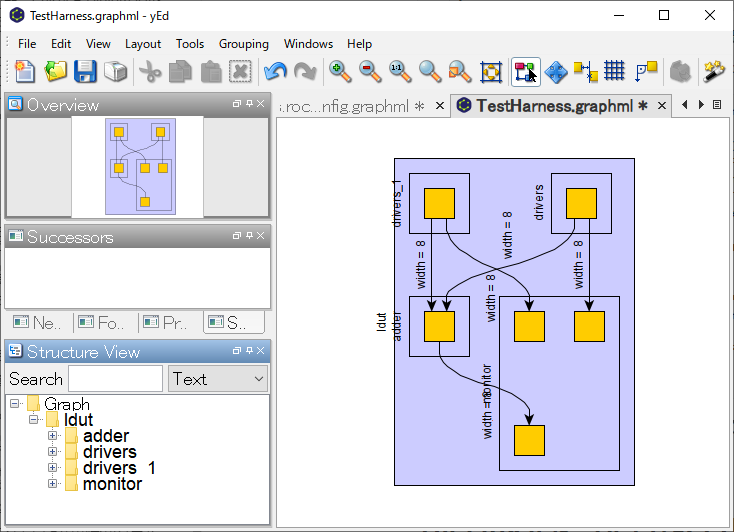 TestHarness.graphml - yEd
File Edit View Layout Tools Grouping Windows Help
1:1
Overview
s.roc...nfig.graphml *
TestHarness.graphml *
Successors
Ne..
Fo..
Pr..
S..
Structure View
Search
Text
Graph
ldut
adder
drivers
drivers_1
monitor
drivers_1
drivers
width = 8
width = 8
width = 8
width = 8
ldut
adder
monitor
width = 8